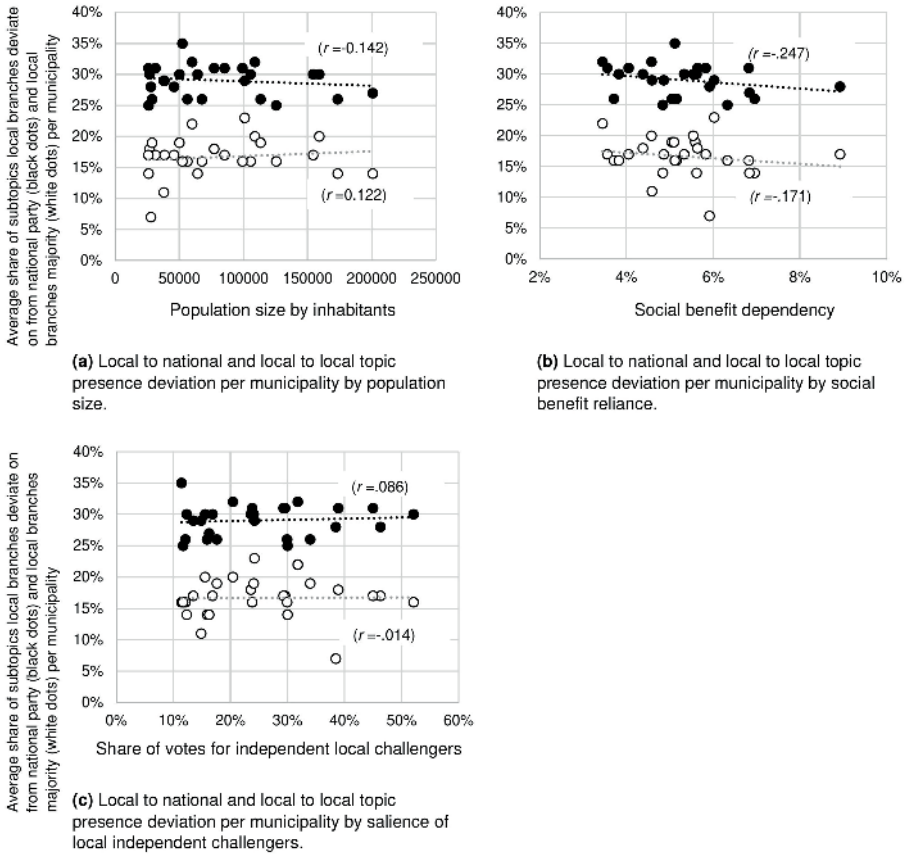 Average share of subtopics local branches deviate
on from national party (black dots) and local
branches majority (white dots) per municipality
40%
35%
30%
25%
20%
15%
10%
5%
0%
(r=-0.142)
(r=0.122)
0 50000 100000 150000 200000 250000
Population size by inhabitants
(a) Local to national and local to local topic
presence deviation per municipality by population
size.
40%
35%
30%
25%
20%
15%
10%
5%
0%
(r=-.247)
(r=-.171)
2% 4% 6% 8% 10%
Social benefit dependency
(b) Local to national and local to local topic
presence deviation per municipality by social
benefit reliance.
Average share of subtopics local branches deviate on
from national party (black dots) and local branches
majority (white dots) per municipality
40%
35%
30%
25%
20%
15%
10%
5%
0%
(r=.086)
(r=-.014)
0% 10% 20% 30% 40% 50% 60%
Share of votes for independent local challengers
(c) Local to national and local to local topic
presence deviation per municipality by salience of
local independent challengers.